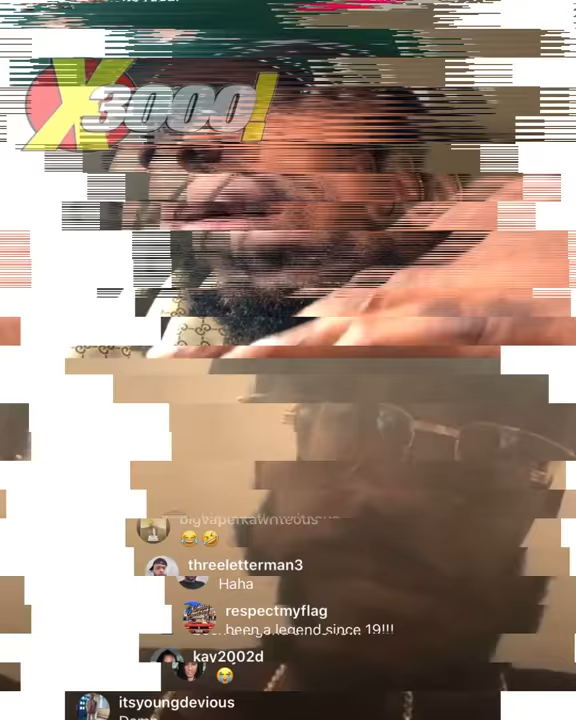 X3000!
😂🤣
threeletterman3
Haha
respectmyflag
been a legend since 19!!!
kay2002d
😭
itsyoungdevious